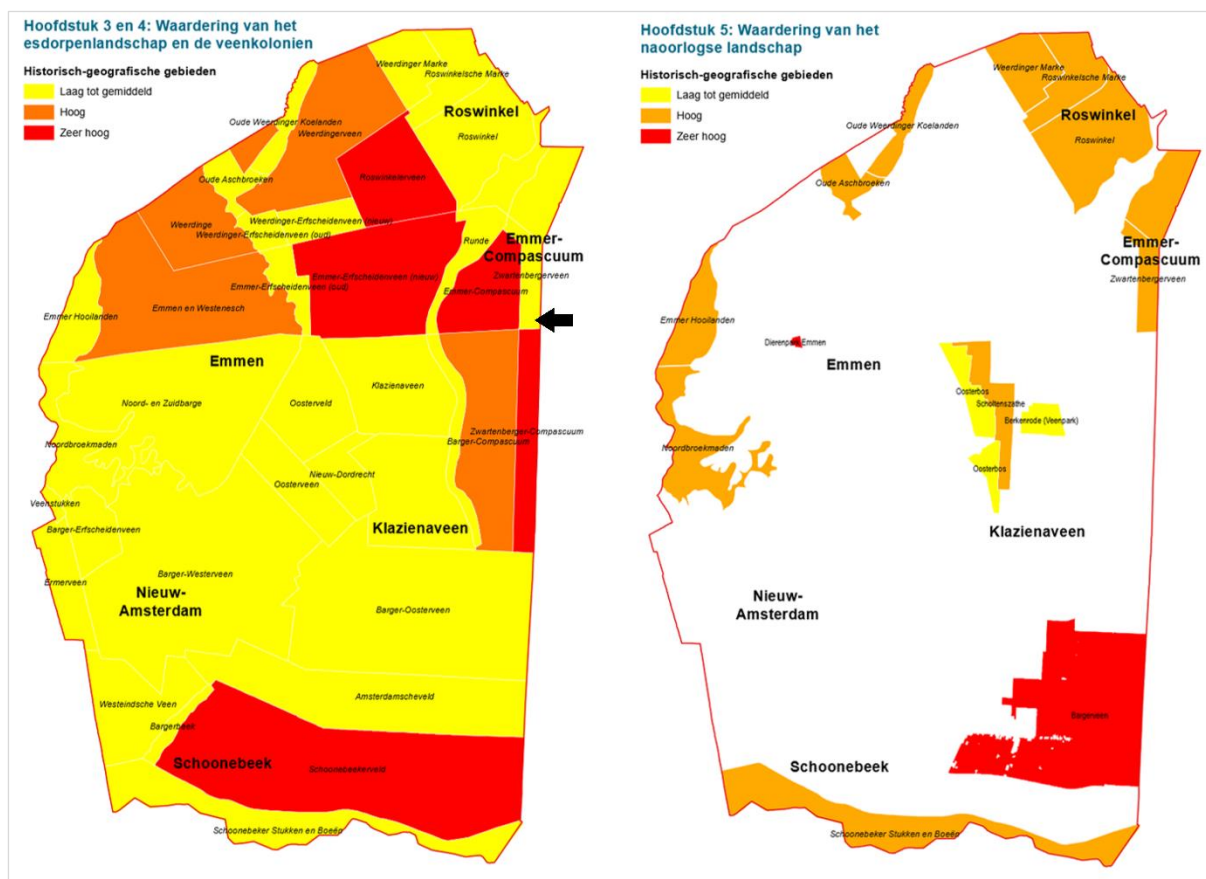 Hoofdstuk 3 en 4: Waardering van het
esdorpenlandschap en de veenkolonien
Historisch-geografische gebieden
Laag tot gemiddeld
Hoog
Zeer hoog
Weerdinger Marke
Roswinkelsche Marke
Roswinkel
Oude Weerdinger Koelanden
Weerdingerveen
Roswinkel
Oude Aschbroeken
Roswinkelerveen
Weerdinge
Weerdinger-Erfscheidenveen (nieuw)
Weerdinger-Erfscheidenveen (oud)
Runde
Emmer-
Compascuum
Emmer-Erfscheidenveen (nieuw)
Zwartenbergerveen
Emmer-Erfscheidenveen (oud)
Emmer-Compascuum
Emmen en Westenesch
Emmer Hooilanden
Emmen
Klazienaveen
Noord- en Zuidbarge
Oosterveld
Zwartenberger-Compascuum
Noordbroekmaden
Barger-Compascuum
Nieuw-Dordrecht
Oosterveen
Veenstukken
Klazienaveen
Barger-Erfscheidenveen
Ermerveen
Barger-Westerveen
Nieuw-
Amsterdam
Barger-Oosterveen
Westeindsche Veen
Amsterdamscheveld
Bargerbeek
Schoonebeek
Schoonebeekerveld
Schoonebeker Stukken en Boeën
Hoofdstuk 5: Waardering van het
naoorlogse landschap
Historisch-geografische gebieden
Laag tot gemiddeld
Hoog
Zeer hoog
Weerdinger Marke
Roswinkelsche Marke
Roswinkel
Oude Weerdinger Koelanden
Roswinkel
Oude Aschbroeken
Emmer-
Compascuum
Zwartenbergerveen
Emmer Hooilanden
Dierenpark Emmen
Emmen
Oosterbos
Scholtenszathe
Berkenrode (Veenpark)
Noordbroekmaden
Oosterbos
Klazienaveen
Nieuw-
Amsterdam
Bargerveen
Schoonebeek
Schoonebeker Stukken en Boeën